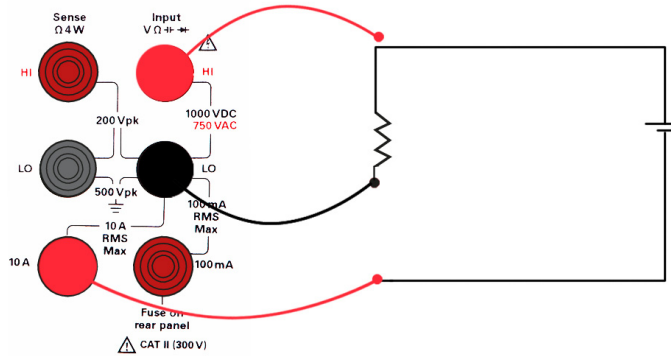 Sense
Ω 4 W
Input
V Ω ⊣⊢ ➔
HI
HI
1000 VDC
750 VAC
200 Vpk
LO
LO
500 Vpk
100 mA
RMS
Max
10 A
RMS
Max
10 A
100 mA
Fuse on
rear panel
CAT II (300 V)